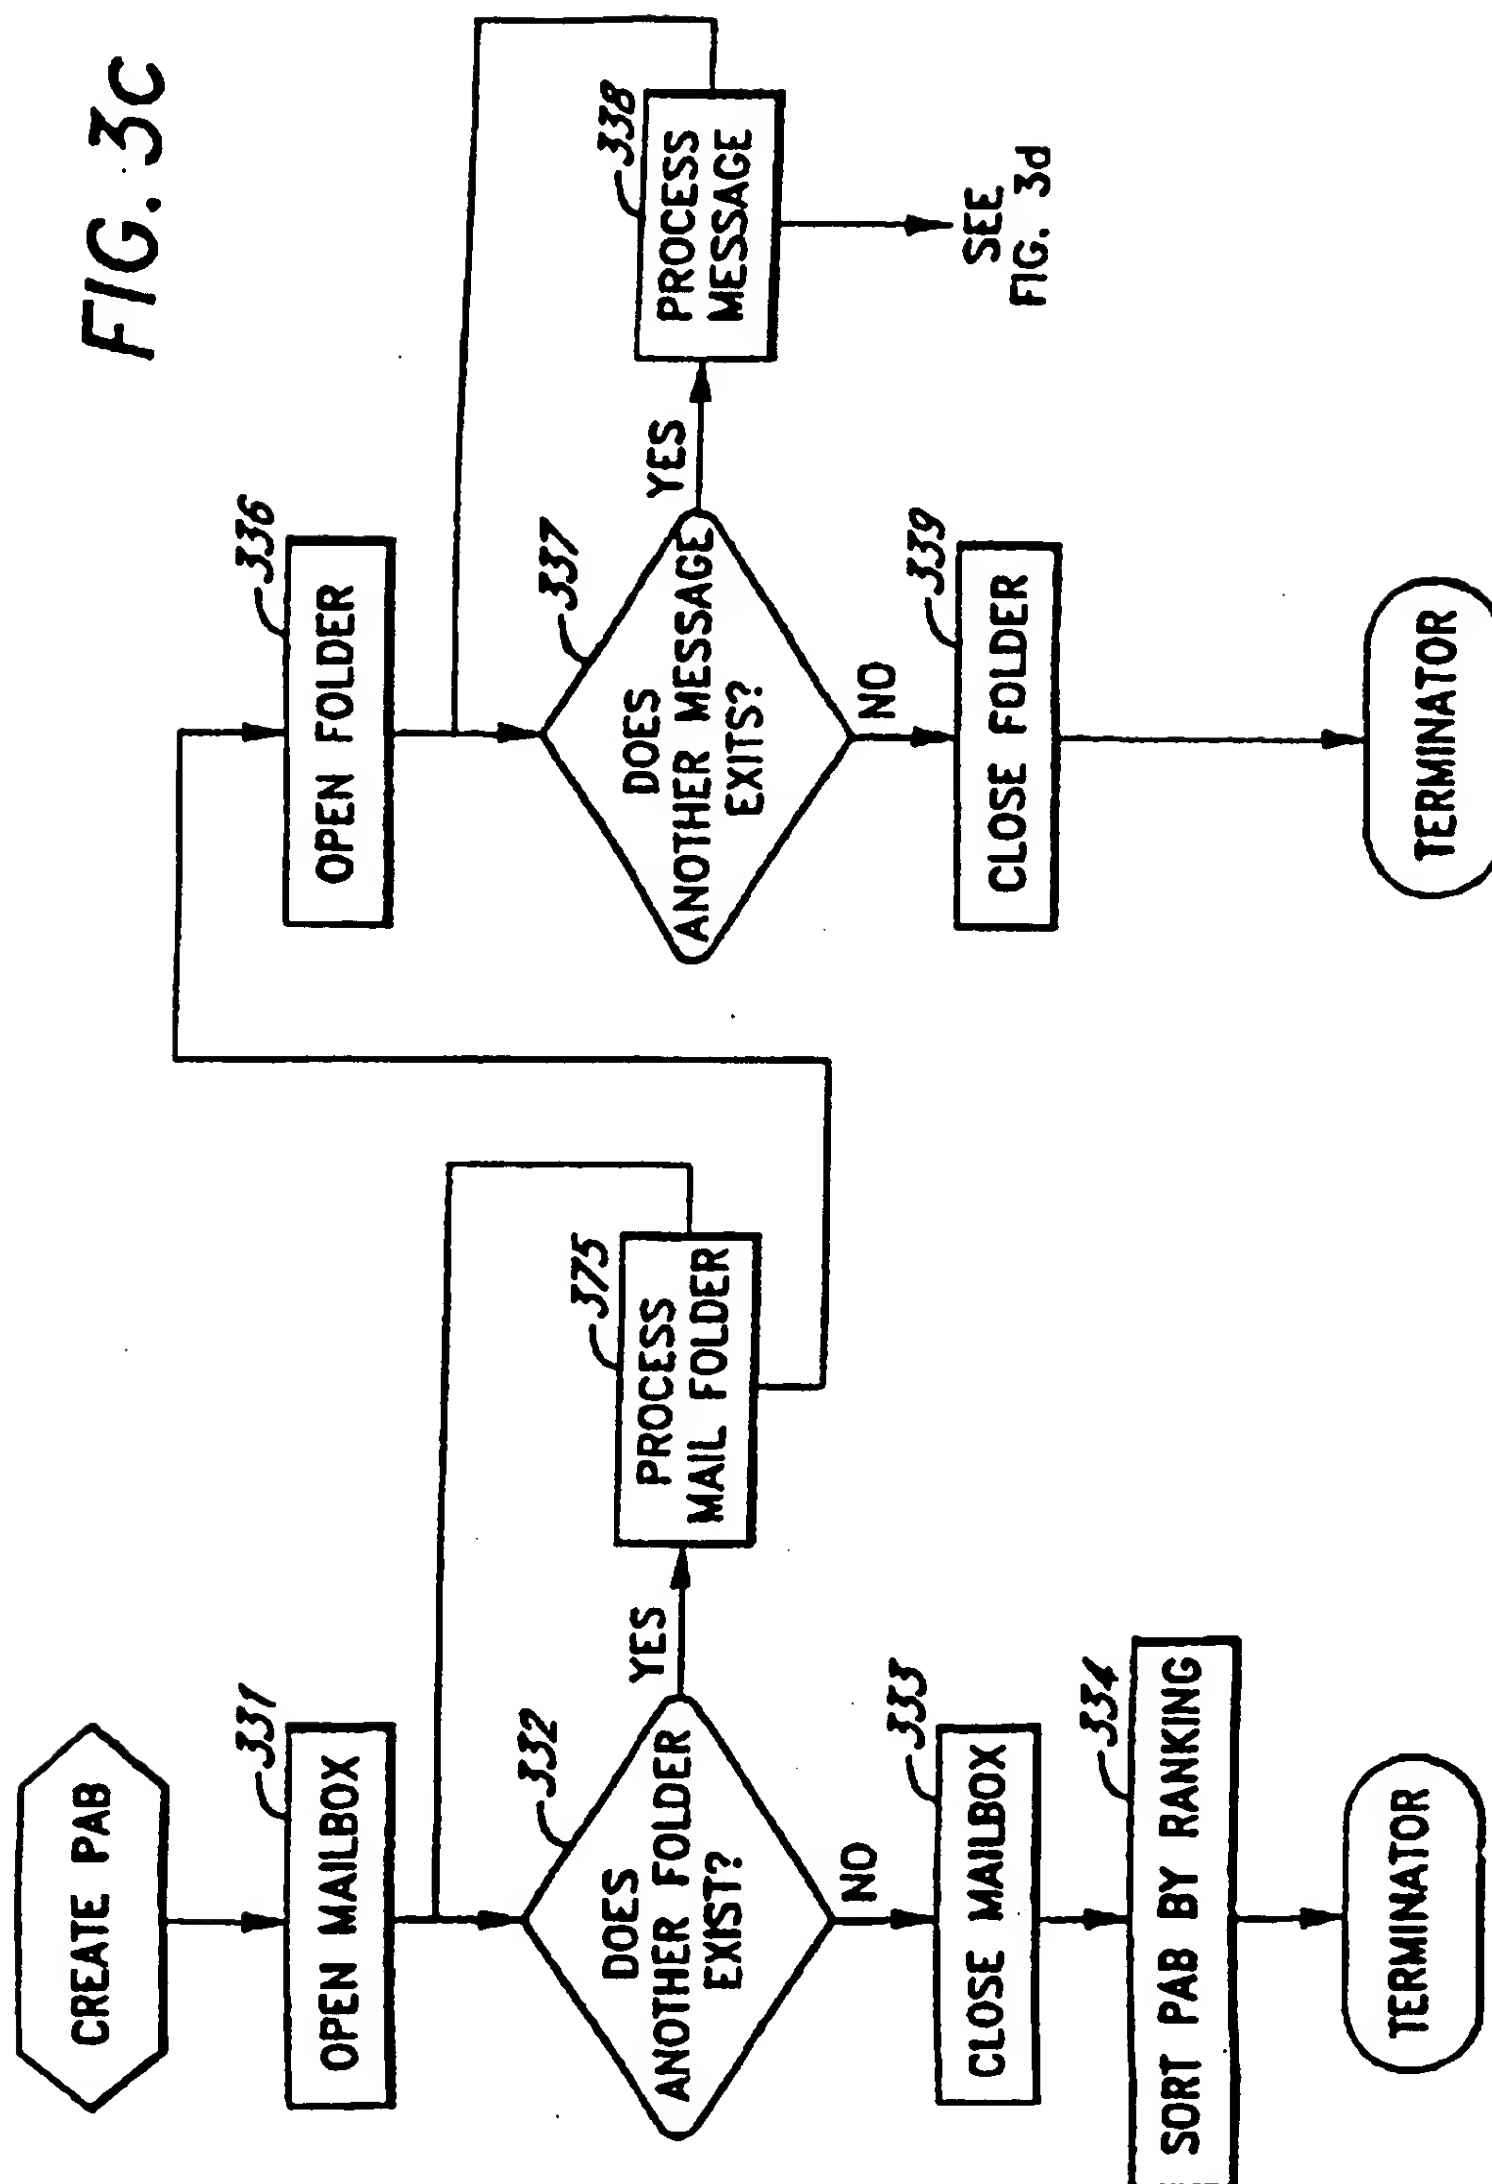 FIG. 3c
CREATE PAB
331
OPEN MAILBOX
332
DOES
ANOTHER FOLDER
EXIST?
YES
375
PROCESS
MAIL FOLDER
NO
333
CLOSE MAILBOX
334
SORT PAB BY RANKING
TERMINATOR
336
OPEN FOLDER
337
DOES
ANOTHER MESSAGE
EXITS?
YES
338
PROCESS
MESSAGE
SEE
FIG. 3d
NO
339
CLOSE FOLDER
TERMINATOR